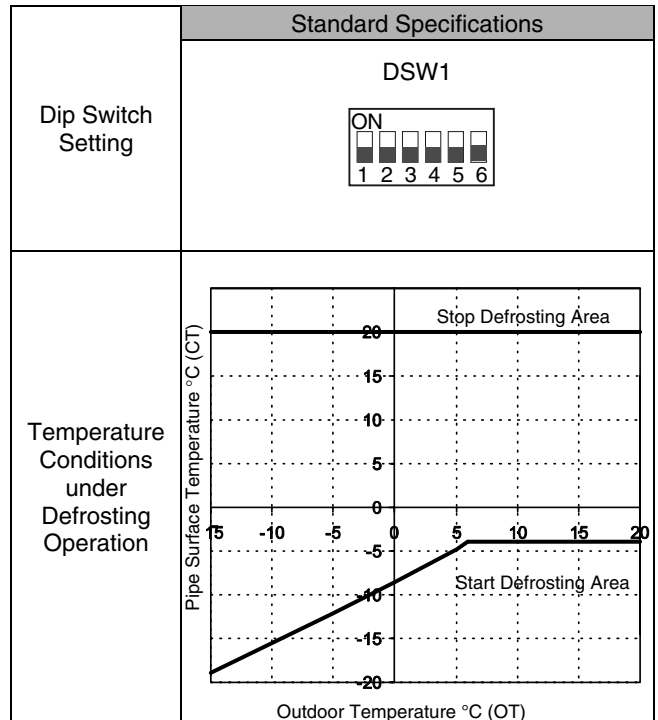 Standard Specifications
Dip Switch
Setting
DSW1
ON
1 2 3 4 5 6
Temperature
Conditions
under
Defrosting
Operation
Pipe Surface Temperature °C (CT)
Stop Defrosting Area
20
15
10
5
0
15 -10 -5 0 5 10 15 20
-5
Start Defrosting Area
-10
-15
-20
Outdoor Temperature °C (OT)